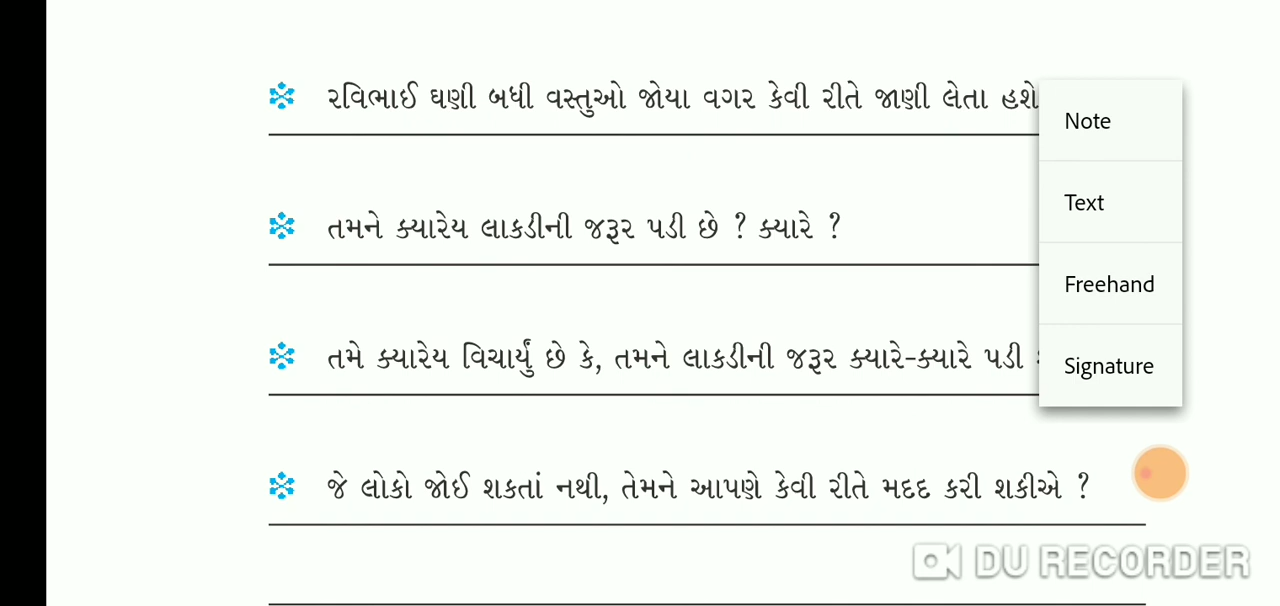 રવિભાઈ ઘણી બધી વસ્તુઓ જોયા વગર કેવી રીતે જાણી લેતા હશે
Note
Text
તમને ક્યારેય લાકડીની જરૂર પડી છે ? ક્યારે ?
Freehand
તમે ક્યારેય વિચાર્યું છે કે, તમને લાકડીની જરૂર ક્યારે-ક્યારે પડી
Signature
જે લોકો જોઈ શકતાં નથી, તેમને આપણે કેવી રીતે મદદ કરી શકીએ ?
DU RECORDER